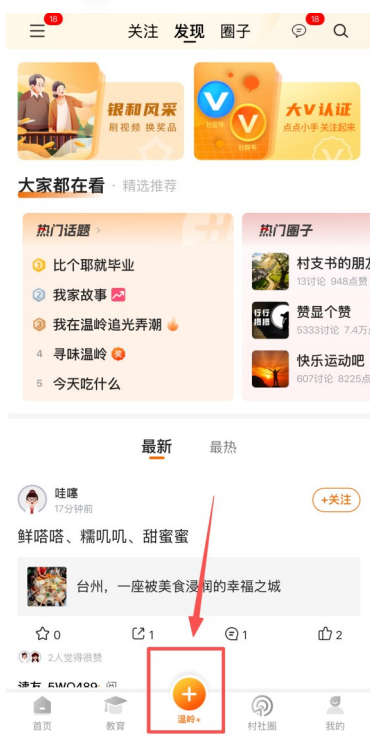 18
关注 发现 圈子
18
银和风采
刷视频 换奖品
大V认证
点点小手关注起来
大家都在看 · 精选推荐
热门话题 >
比个耶就毕业
我家故事
我在温岭追光弄潮
4 寻味温岭
5 今天吃什么
热门圈子
村支书的朋友
13讨论 948点赞
赞显个赞
5333讨论 7.4万
快乐运动吧
607讨论 8225点
最新 最热
哇噻
17分钟前
+关注
鲜嗒嗒、糯叽叽、甜蜜蜜
台州，一座被美食浸润的幸福之城
0 1 1 2
2人觉得很赞
首页 教育 温岭+ 村社圈 我的